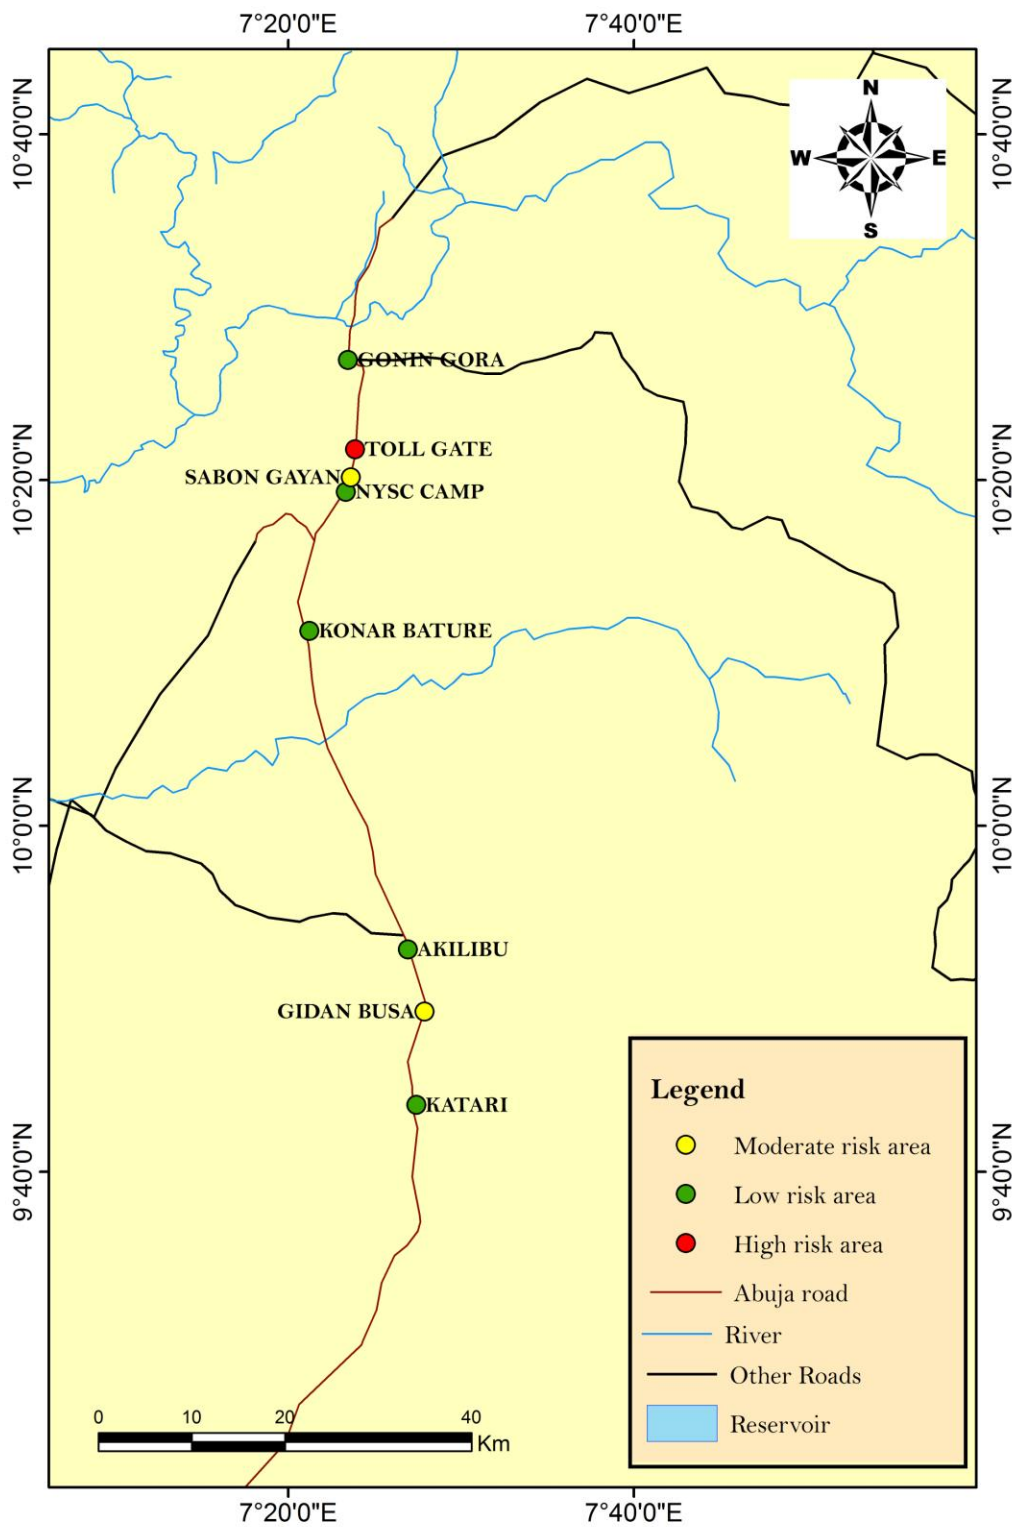 7°20'0"E 7°40'0"E
10°40'0"N 10°40'0"N
N
W E
S
GONIN GORA
TOLL GATE
SABON GAYAN
NYSC CAMP
10°20'0"N 10°20'0"N
KONAR BATURE
10°0'0"N 10°0'0"N
AKILIBU
GIDAN BUSA
KATARI
9°40'0"N 9°40'0"N
Legend
Moderate risk area
Low risk area
High risk area
Abuja road
River
Other Roads
Reservoir
0 10 20 40
Km
7°20'0"E 7°40'0"E